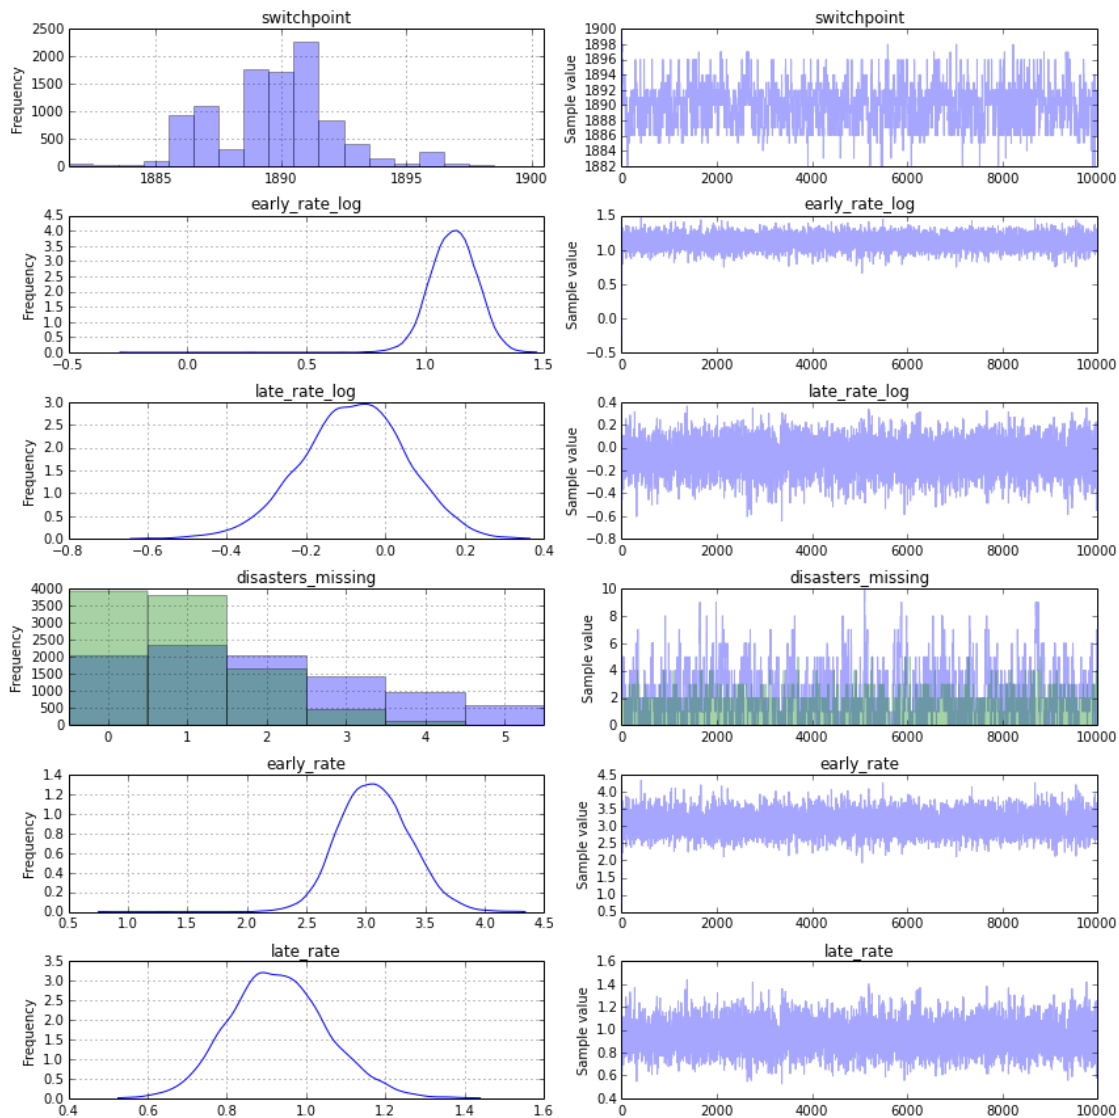 switchpoint
Frequency
2500
2000
1500
1000
500
0
1885 1890 1895 1900
switchpoint
Sample value
1900
1898
1896
1894
1892
1890
1888
1886
1884
1882
0 2000 4000 6000 8000 10000
early_rate_log
Frequency
4.5
4.0
3.5
3.0
2.5
2.0
1.5
1.0
0.5
0.0
−0.5 0.0 0.5 1.0 1.5
early_rate_log
Sample value
1.5
1.0
0.5
0.0
−0.5
0 2000 4000 6000 8000 10000
late_rate_log
Frequency
3.0
2.5
2.0
1.5
1.0
0.5
0.0
−0.8 −0.6 −0.4 −0.2 0.0 0.2 0.4
late_rate_log
Sample value
0.4
0.2
0.0
−0.2
−0.4
−0.6
−0.8
0 2000 4000 6000 8000 10000
disasters_missing
Frequency
4000
3500
3000
2500
2000
1500
1000
500
0
0 1 2 3 4 5
disasters_missing
Sample value
10
8
6
4
2
0
0 2000 4000 6000 8000 10000
early_rate
Frequency
1.4
1.2
1.0
0.8
0.6
0.4
0.2
0.0
0.5 1.0 1.5 2.0 2.5 3.0 3.5 4.0 4.5
early_rate
Sample value
4.5
4.0
3.5
3.0
2.5
2.0
1.5
1.0
0.5
0 2000 4000 6000 8000 10000
late_rate
Frequency
3.5
3.0
2.5
2.0
1.5
1.0
0.5
0.0
0.4 0.6 0.8 1.0 1.2 1.4 1.6
late_rate
Sample value
1.6
1.4
1.2
1.0
0.8
0.6
0.4
0 2000 4000 6000 8000 10000